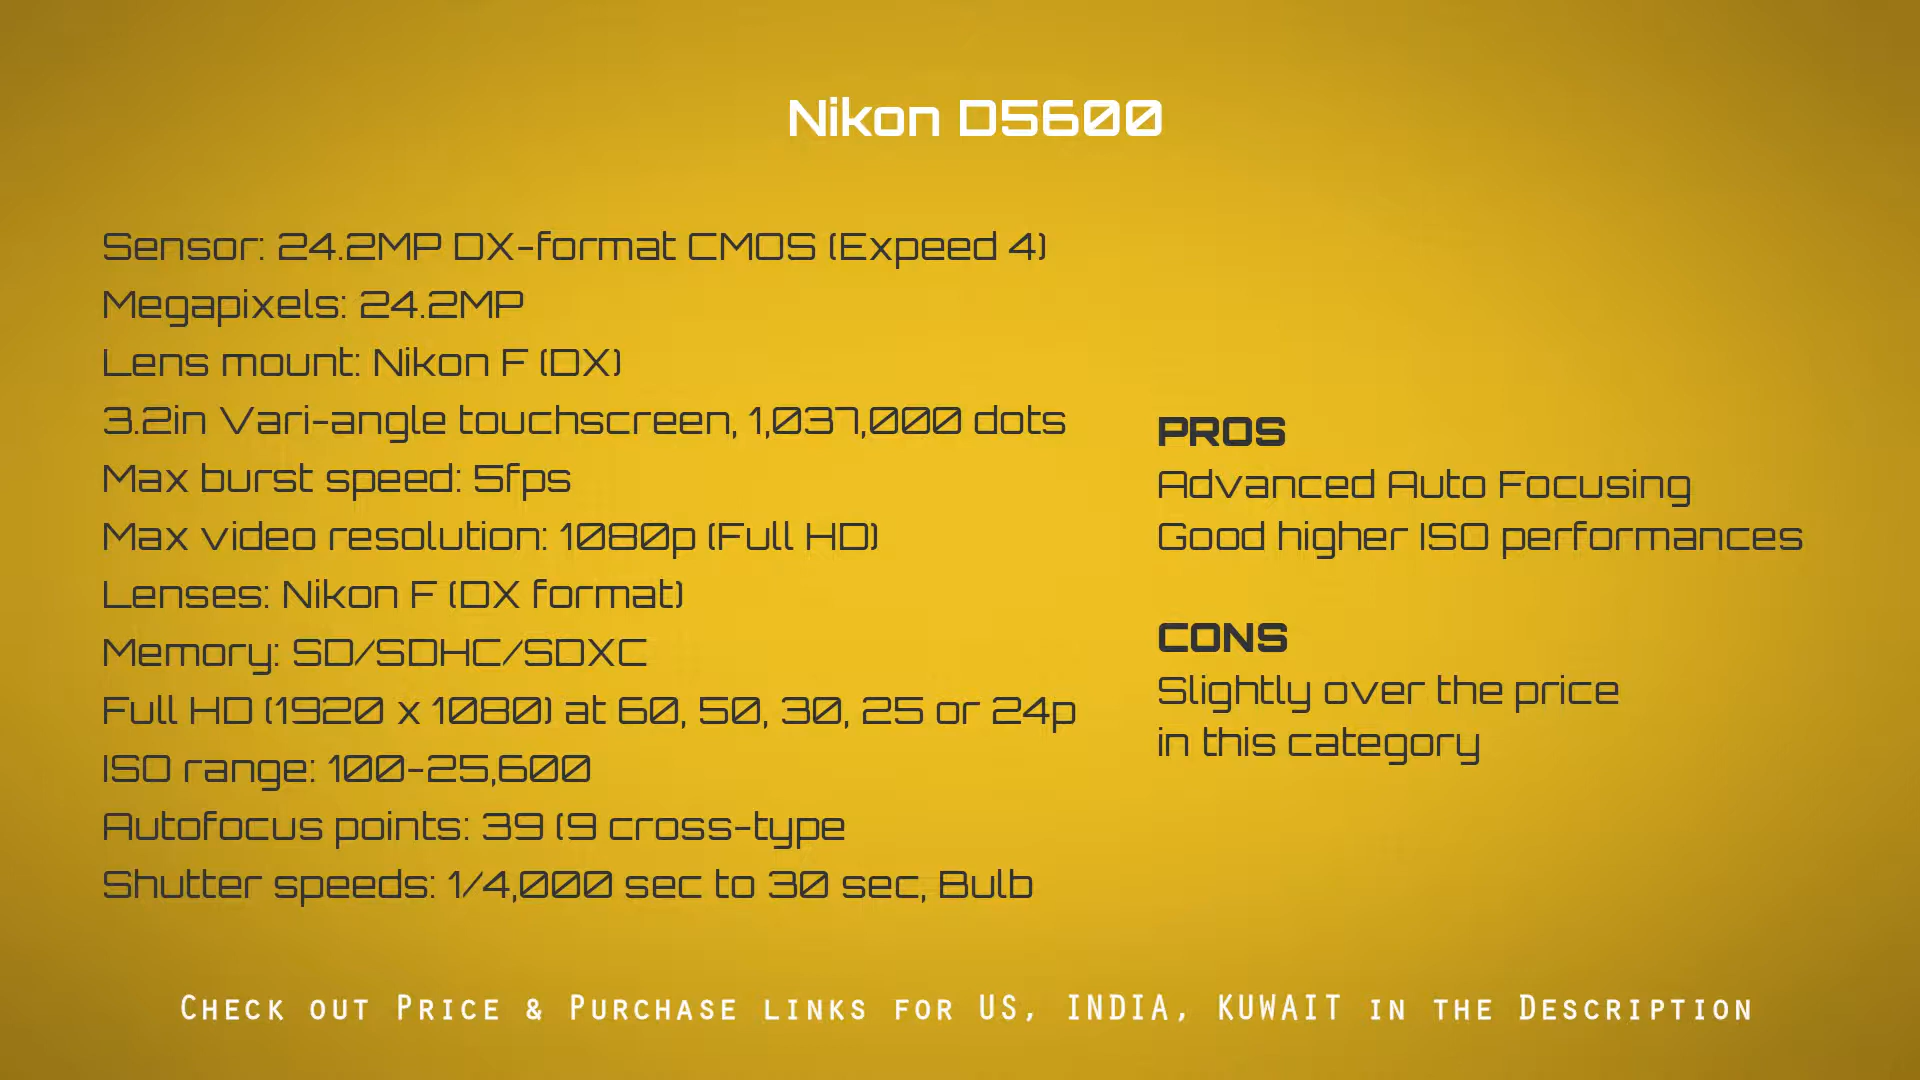 Nikon D5600
Sensor: 24.2MP DX-format CMOS (Expeed 4)
Megapixels: 24.2MP
Lens mount: Nikon F (DX)
3.2in Vari-angle touchscreen, 1,037,000 dots
Max burst speed: 5fps
Max video resolution: 1080p (Full HD)
Lenses: Nikon F (DX format)
Memory: SD/SDHC/SDXC
Full HD (1920 x 1080) at 60, 50, 30, 25 or 24p
ISO range: 100-25,600
Autofocus points: 39 (9 cross-type
Shutter speeds: 1/4,000 sec to 30 sec, Bulb
PROS
Advanced Auto Focusing
Good higher ISO performances
CONS
Slightly over the price
in this category
Check out Price & Purchase links for US, INDIA, KUWAIT in the Description